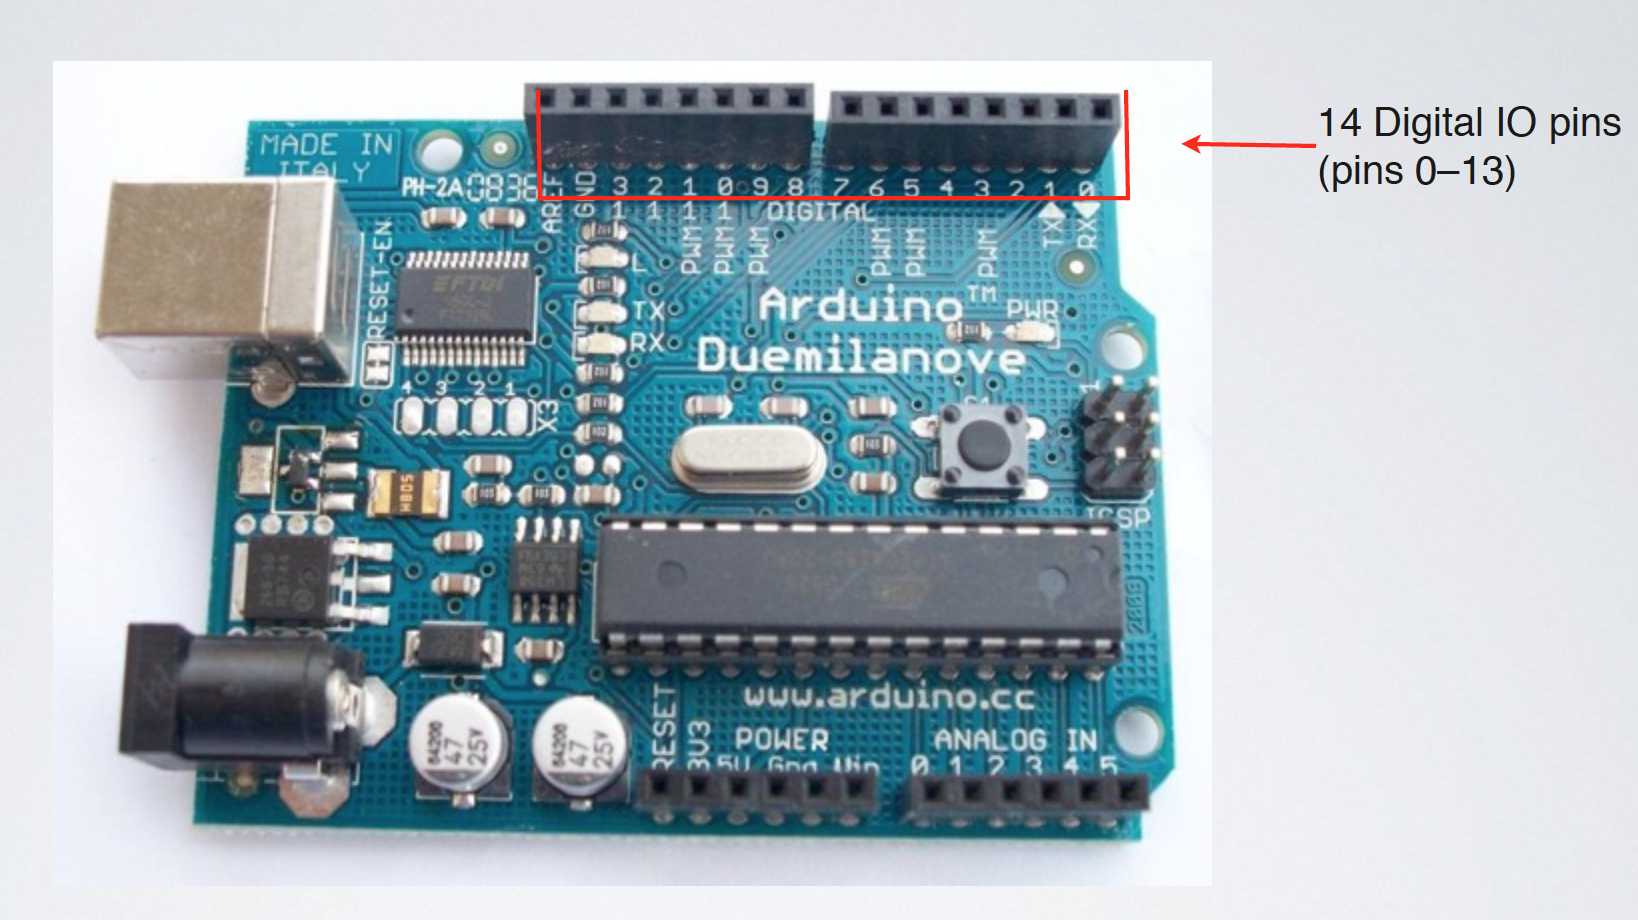 14 Digital IO pins
(pins 0–13)
MADE IN
ITALY
PH-2A
0838
AREF
GND
13 12 11 10 9 8
7 6 5 4 3 2 1 0
DIGITAL
PWM PWM PWM
PWM PWM PWM
TX
RX
RESET-EN
L
TX
RX
Arduino™
PWR
Duemilanove
4 3 2 1
X3
1
ICSP
M805
2009
www.arduino.cc
RESET
3V3
POWER
5V Gnd Vin
ANALOG IN
0 1 2 3 4 5
47
25V
47
25V